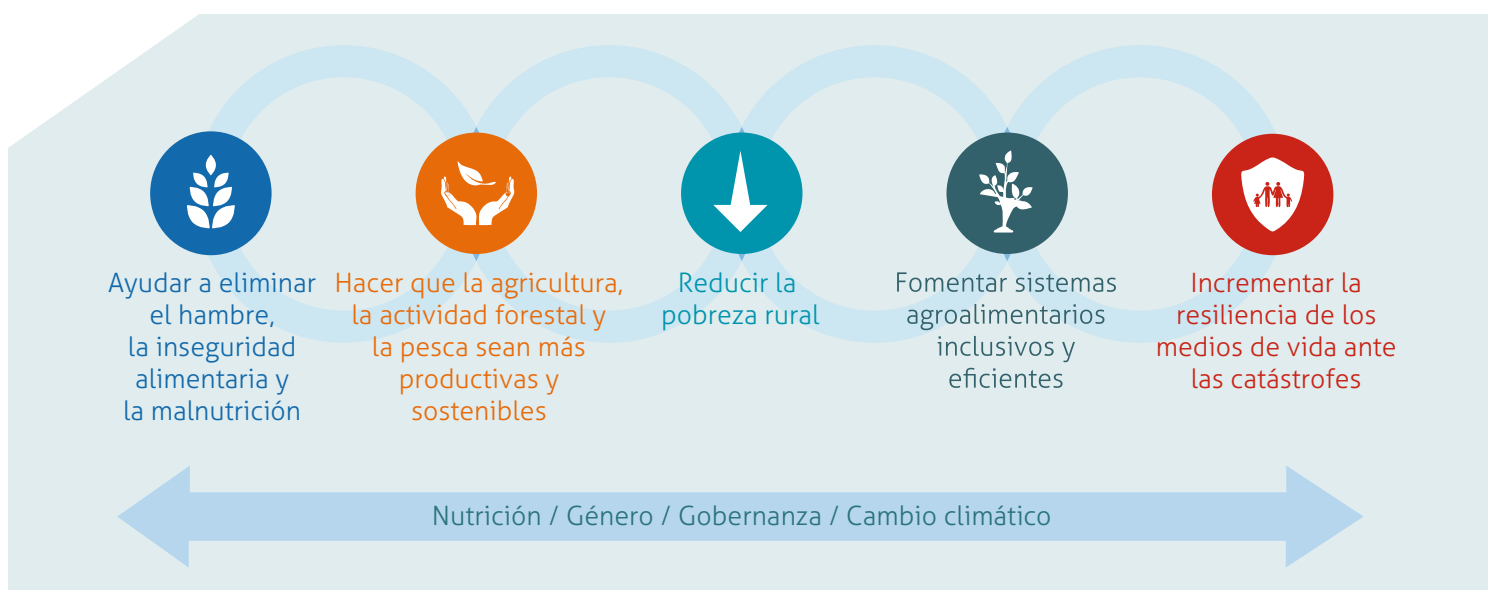 Ayudar a eliminar
el hambre,
la inseguridad
alimentaria y
la malnutrición
Hacer que la agricultura,
la actividad forestal y
la pesca sean más
productivas y
sostenibles
Reducir la
pobreza rural
Fomentar sistemas
agroalimentarios
inclusivos y
eficientes
Incrementar la
resiliencia de los
medios de vida ante
las catástrofes
Nutrición / Género / Gobernanza / Cambio climático